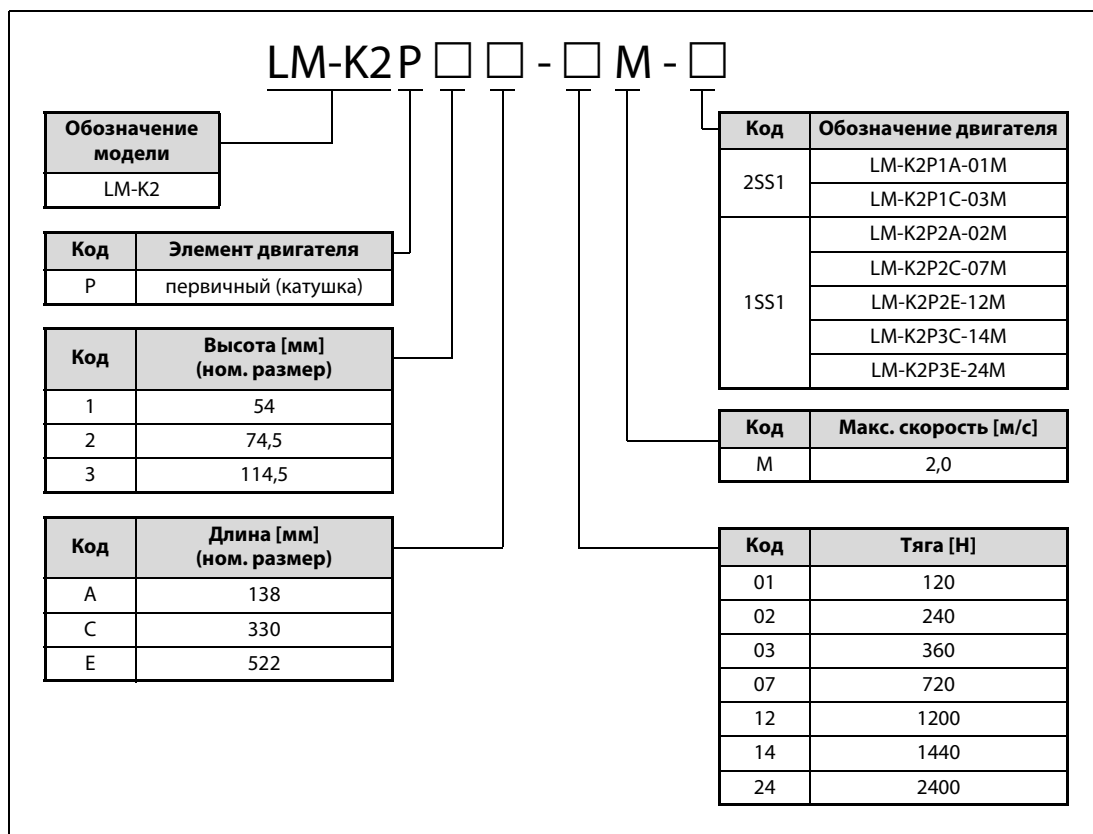 LM-K2P □ □ - □ M - □
Обозначение
модели
LM-K2
Код Элемент двигателя
P первичный (катушка)
Код Высота [мм]
(ном. размер)
1 54
2 74,5
3 114,5
Код Длина [мм]
(ном. размер)
A 138
C 330
E 522
Код Обозначение двигателя
2SS1 LM-K2P1A-01M
LM-K2P1C-03M
1SS1 LM-K2P2A-02M
LM-K2P2C-07M
LM-K2P2E-12M
LM-K2P3C-14M
LM-K2P3E-24M
Код Макс. скорость [м/с]
M 2,0
Код Тяга [Н]
01 120
02 240
03 360
07 720
12 1200
14 1440
24 2400